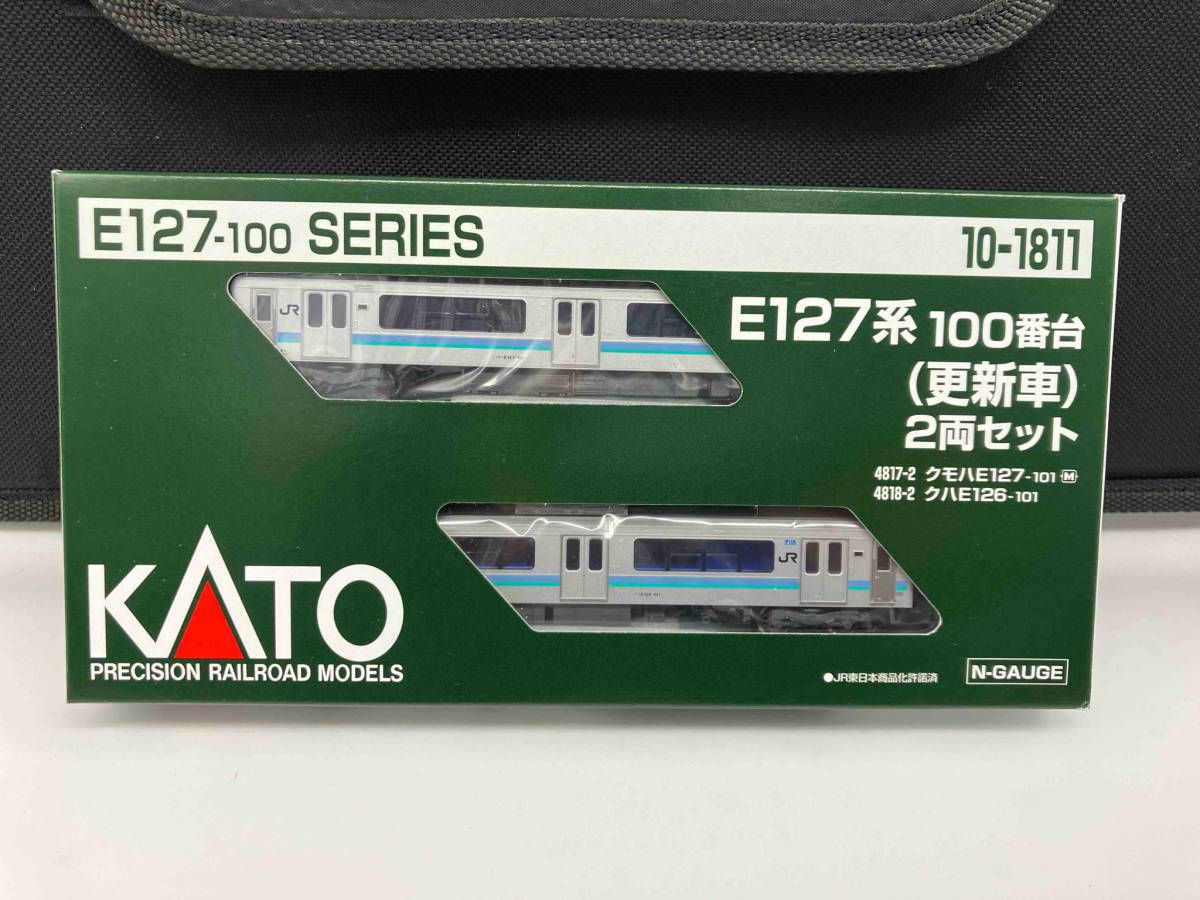 E127-100 SERIES
10-1811
JR
E127系 100番台
(更新車)
2両セット
4817-2 クモハE127-101 M
4818-2 クハE126-101
JR
KATO
PRECISION RAILROAD MODELS
●JR東日本商品化許諾済
N-GAUGE